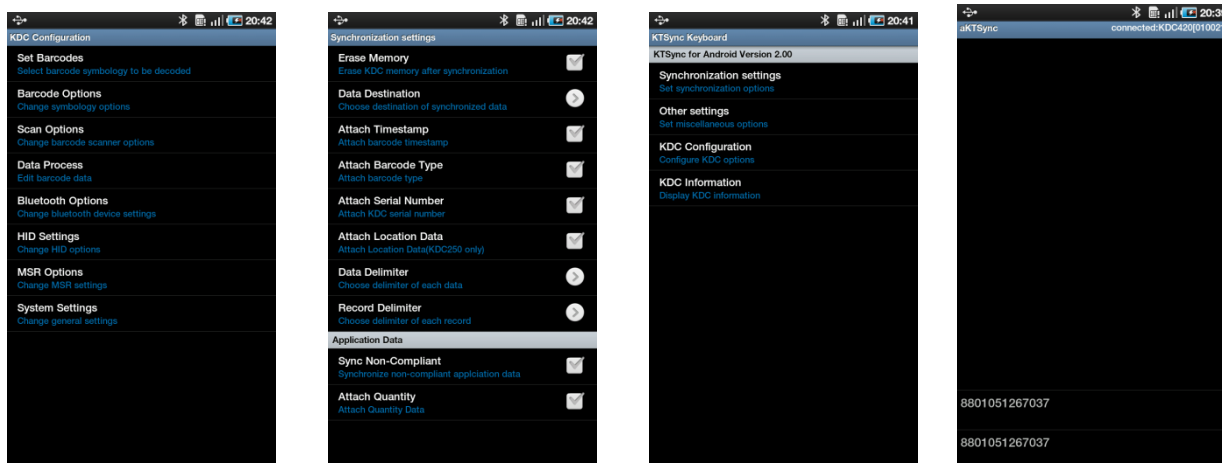 20:42
KDC Configuration
Set Barcodes
Select barcode symbology to be decoded
Barcode Options
Change symbology options
Scan Options
Change barcode scanner options
Data Process
Edit barcode data
Bluetooth Options
Change bluetooth device settings
HID Settings
Change HID options
MSR Options
Change MSR settings
System Settings
Change general settings
20:42
Synchronization settings
Erase Memory
Erase KDC memory after synchronization
Data Destination
Choose destination of synchronized data
Attach Timestamp
Attach barcode timestamp
Attach Barcode Type
Attach barcode type
Attach Serial Number
Attach KDC serial number
Attach Location Data
Attach Location Data(KDC250 only)
Data Delimiter
Choose delimiter of each data
Record Delimiter
Choose delimiter of each record
Application Data
Sync Non-Compliant
Synchronize non-compliant applciation data
Attach Quantity
Attach Quantity Data
20:41
KTSync Keyboard
KTSync for Android Version 2.00
Synchronization settings
Set synchronization options
Other settings
Set miscellaneous options
KDC Configuration
Configure KDC options
KDC Information
Display KDC information
20:39
aKTSync connected:KDC420[01002
8801051267037
8801051267037